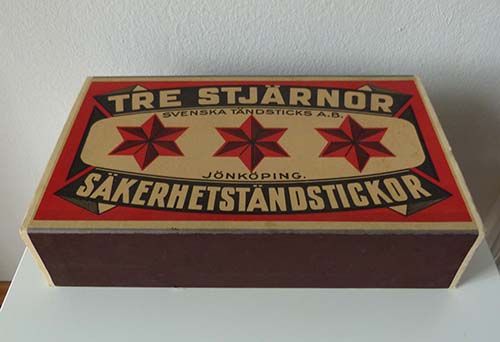 TRE STJÄRNOR
SVENSKA TÄNDSTICKS A.B.
JÖNKÖPING.
SÄKERHETSTÄNDSTICKOR